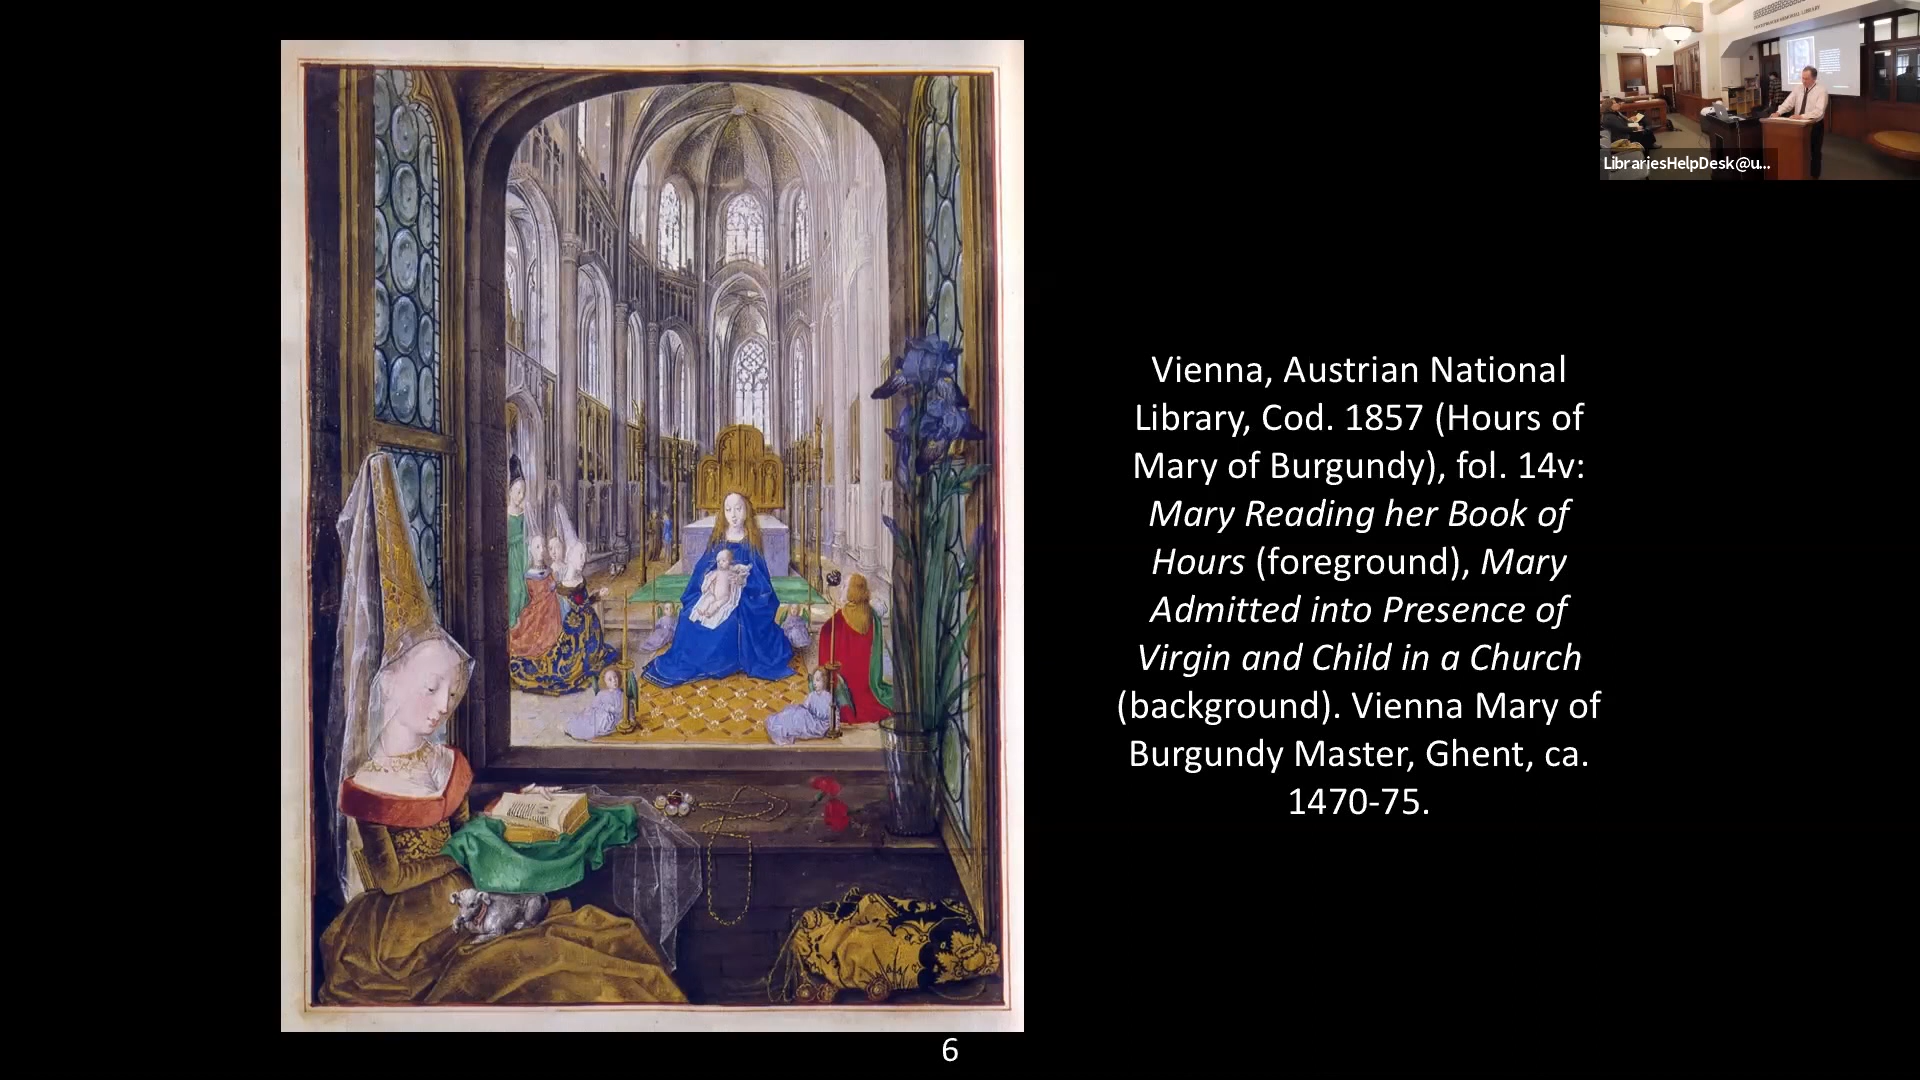 Vienna, Austrian National
Library, Cod. 1857 (Hours of
Mary of Burgundy), fol. 14v:
Mary Reading her Book of
Hours (foreground), Mary
Admitted into Presence of
Virgin and Child in a Church
(background). Vienna Mary of
Burgundy Master, Ghent, ca.
1470-75.
6
LibrariesHelpDesk@u...